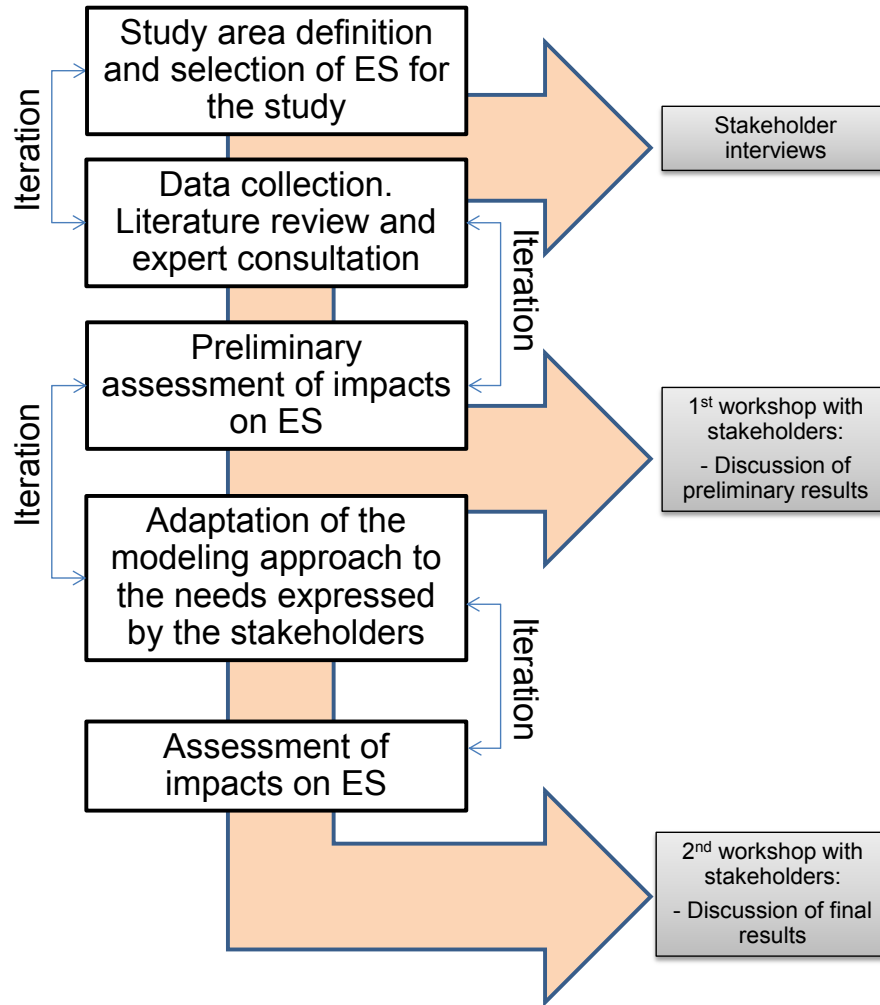 Study area definition
and selection of ES for
the study
Iteration
Stakeholder
interviews
Data collection.
Literature review and
expert consultation
Iteration
Preliminary
assessment of impacts
on ES
Iteration
1st workshop with
stakeholders:
- Discussion of
preliminary results
Adaptation of the
modeling approach to
the needs expressed
by the stakeholders
Iteration
Assessment of
impacts on ES
2nd workshop with
stakeholders:
- Discussion of final
results